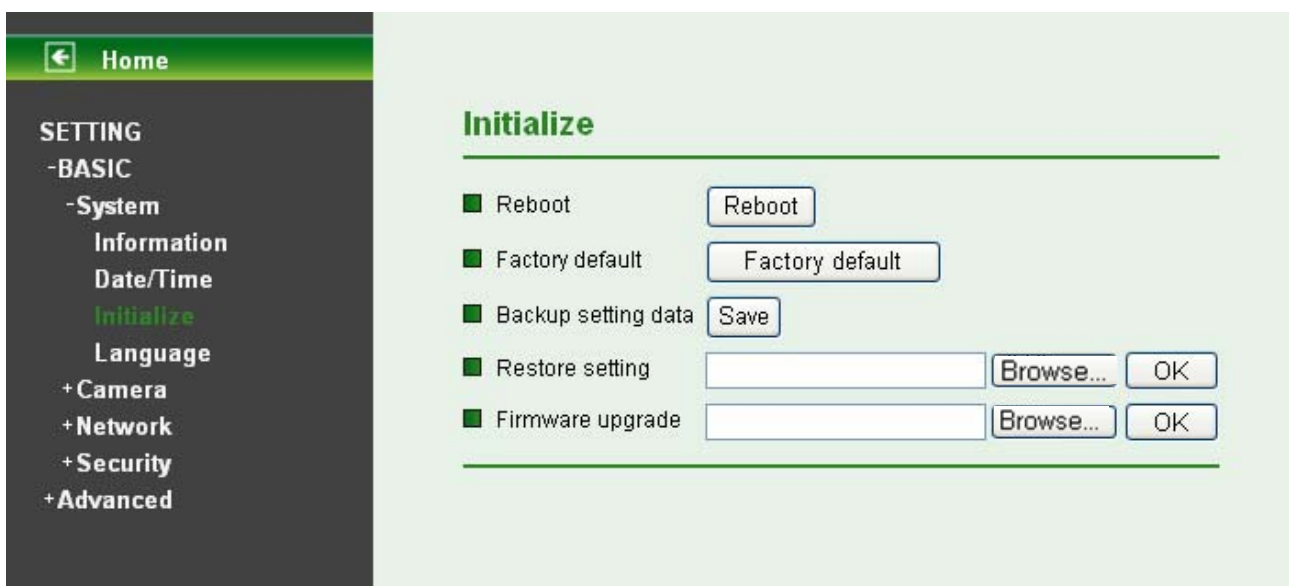 Home
SETTING
-BASIC
-System
Information
Date/Time
Initialize
Language
+Camera
+Network
+Security
+Advanced
Initialize
Reboot Reboot
Factory default Factory default
Backup setting data Save
Restore setting Browse... OK
Firmware upgrade Browse... OK